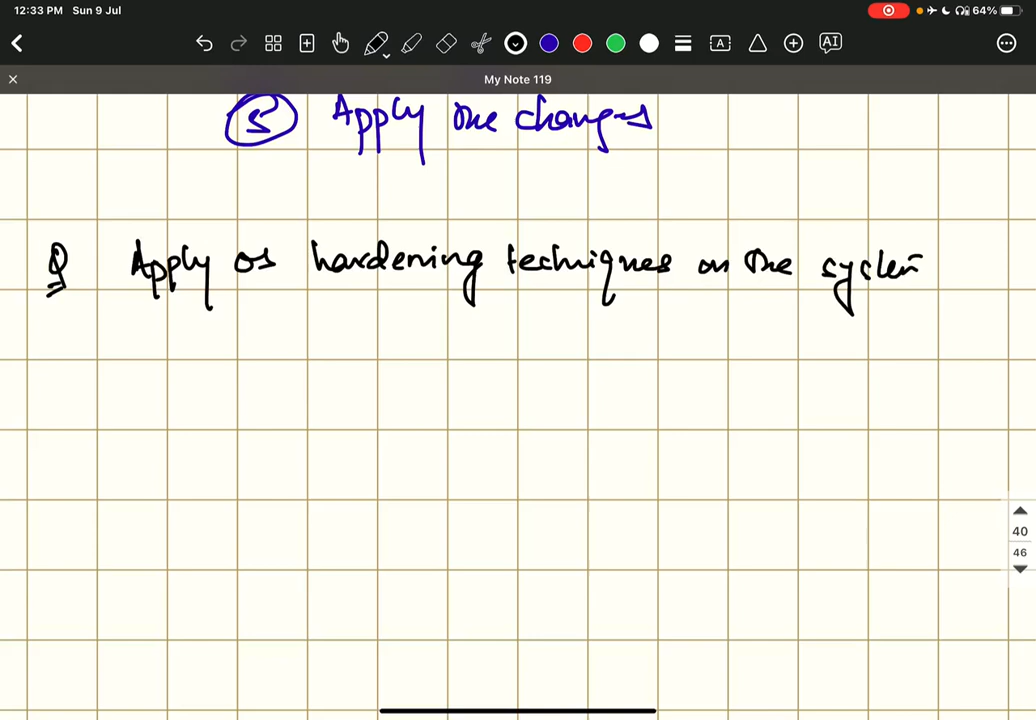 12:33 PM Sun 9 Jul 64%
A AI
My Note 119
5 Apply the changes
Q Apply os hardening techniques on the system
40
46